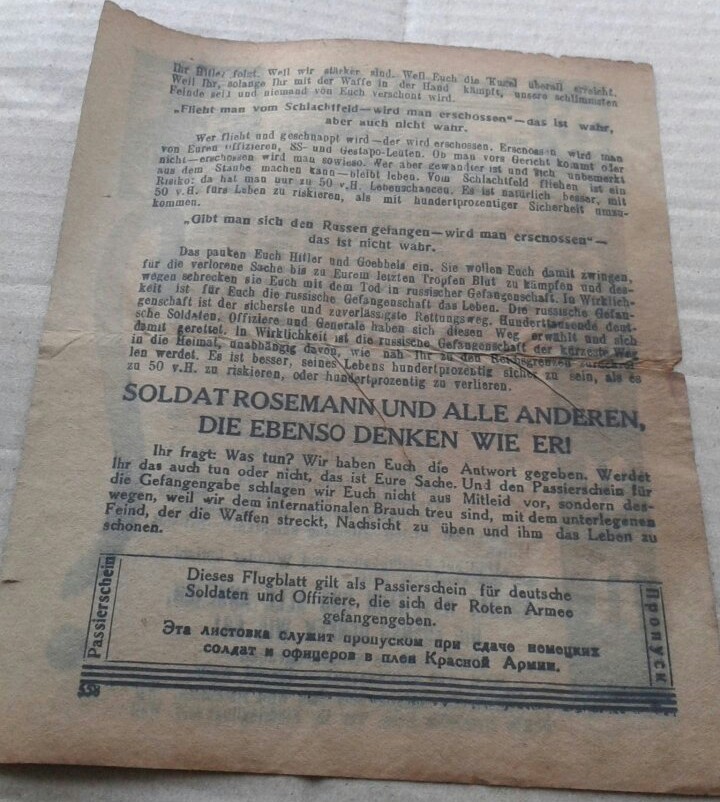 Ihr Hitler folgt. Weil wir stärker sind. Weil Euch die Kugel überall erreicht.
Weil Ihr, solange Ihr mit der Waffe in der Hand kämpft, unsere schlimmsten
Feinde seid und niemand von Euch verschont wird.
„Flieht man vom Schlachtfeld—wird man erschossen“—das ist wahr,
aber auch nicht wahr.
Wer flieht und geschnappt wird—der wird erschossen. Erschossen wird man
von Euren Offizieren, SS- und Gestapo-Leuten. Ob man vors Gericht kommt oder
nicht—erschossen wird man sowieso. Wer aber gewandter ist und sich unbemerkt
aus dem Staube machen kann—bleibt leben. Vom Schlachtfeld fliehen ist ein
Risiko: da hat man nur zu 50 v.H. Lebenschancen. Es ist natürlich besser, mit
50 v.H. fürs Leben zu riskieren, als mit hundertprozentiger Sicherheit umzu-
kommen.
„Gibt man sich den Russen gefangen—wird man erschossen“—
das ist nicht wahr.
Das pauken Euch Hitler und Goebbels ein. Sie wollen Euch damit zwingen,
für die verlorene Sache bis zu Eurem letzten Tropfen Blut zu kämpfen und des-
wegen schrecken sie Euch mit dem Tod in russischer Gefangenschaft. In Wirklich-
keit ist für Euch die russische Gefangenschaft das Leben. Die russische Gefan-
genschaft ist der sicherste und zuverlässigste Rettungsweg. Hunderttausende deut-
sche Soldaten, Offiziere und Generale haben sich diesen Weg erwählt und sich
damit gerettet. In Wirklichkeit ist die russische Gefangenschaft der kürzeste Weg
in die Heimat, unabhängig davon, wie nah Ihr zu den
len werdet. Es ist besser, seines Lebens hundertprozentig sicher zu sein, als es
zu 50 v.H. zu riskieren, oder hundertprozentig zu verlieren.
SOLDAT ROSEMANN UND ALLE ANDEREN,
DIE EBENSO DENKEN WIE ER!
Ihr fragt: Was tun? Wir haben Euch die Antwort gegeben. Werdet
Ihr das auch tun oder nicht, das ist Eure Sache. Und den Passierschein für
die Gefangengabe schlagen wir Euch nicht aus Mitleid vor, sondern des-
wegen, weil wir dem internationalen Brauch treu sind, mit dem unterlegenen
Feind, der die Waffen streckt, Nachsicht zu üben und ihm das Leben zu
schonen.
Passierschein
Dieses Flugblatt gilt als Passierschein für deutsche
Soldaten und Offiziere, die sich der Roten Armee
gefangengeben.
Эта листовка служит пропуском при сдаче немецких
солдат и офицеров в плен Красной Армии.
Пропуск